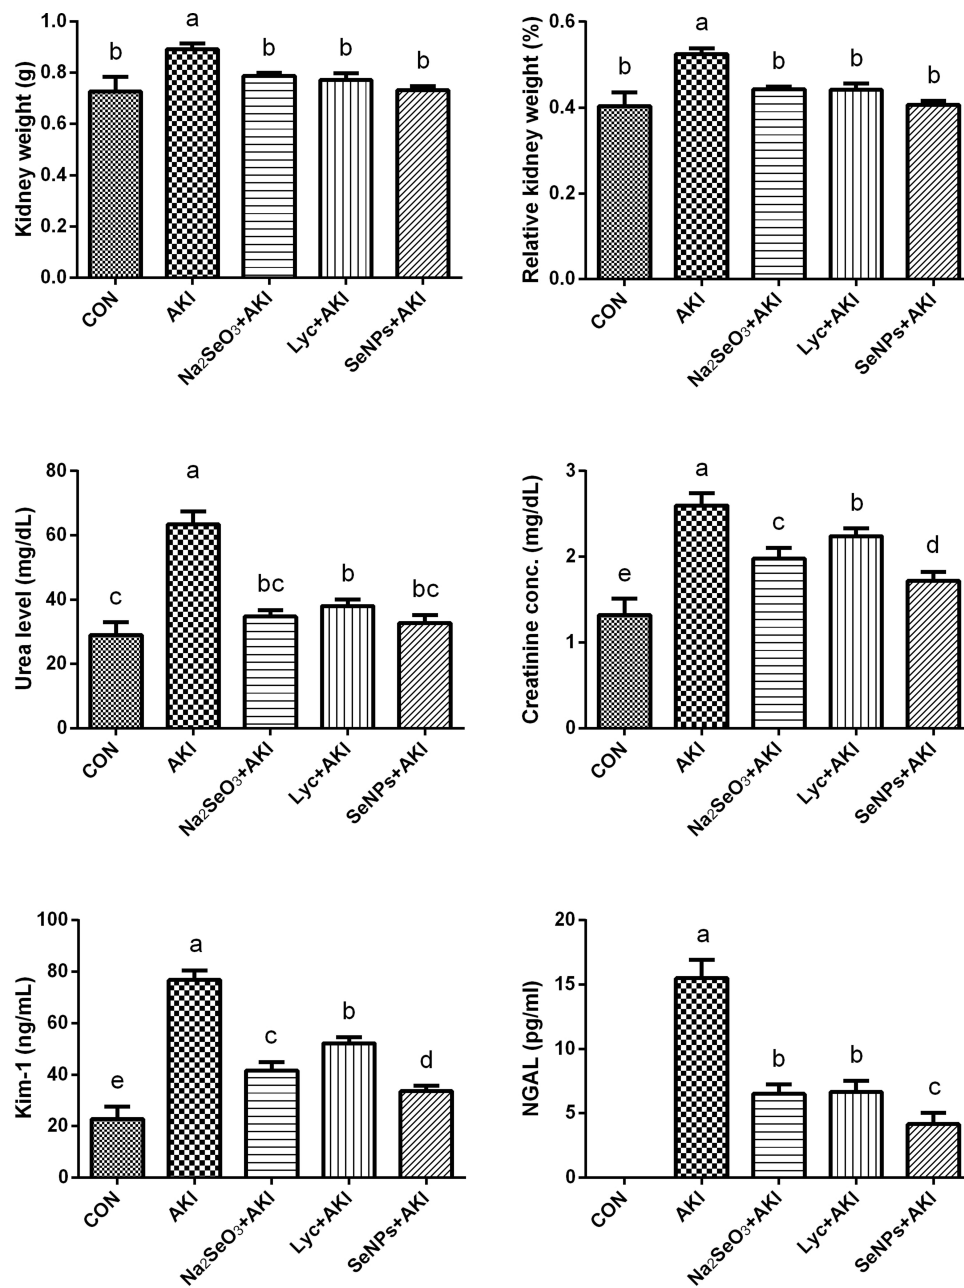 Kidney weight (g)
1.0
0.8
0.6
0.4
0.2
0.0
b
a
b
b
b
CON
AKI
Na₂SeO₃+AKI
Lyc+AKI
SeNPs+AKI
Relative kidney weight (%)
0.6
0.4
0.2
0.0
b
a
b
b
b
CON
AKI
Na₂SeO₃+AKI
Lyc+AKI
SeNPs+AKI
Urea level (mg/dL)
80
60
40
20
0
c
a
bc
b
bc
CON
AKI
Na₂SeO₃+AKI
Lyc+AKI
SeNPs+AKI
Creatinine conc. (mg/dL)
3
2
1
0
e
a
c
b
d
CON
AKI
Na₂SeO₃+AKI
Lyc+AKI
SeNPs+AKI
Kim-1 (ng/mL)
100
80
60
40
20
0
e
a
c
b
d
CON
AKI
Na₂SeO₃+AKI
Lyc+AKI
SeNPs+AKI
NGAL (pg/ml)
20
15
10
5
0
a
b
b
c
CON
AKI
Na₂SeO₃+AKI
Lyc+AKI
SeNPs+AKI